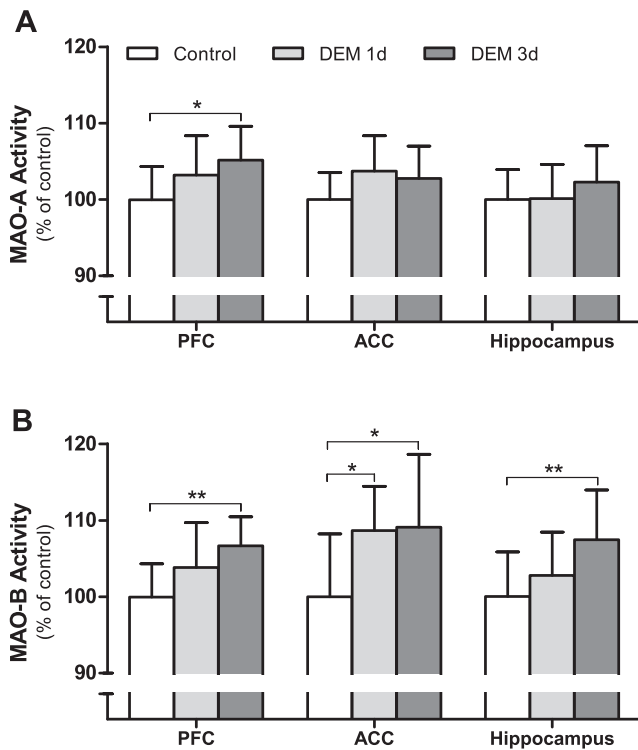 A
120
Control
DEM 1d
DEM 3d
*
110
100
90
MAO-A Activity
(% of control)
PFC
ACC
Hippocampus
B
120
*
*
**
**
110
100
90
MAO-B Activity
(% of control)
PFC
ACC
Hippocampus